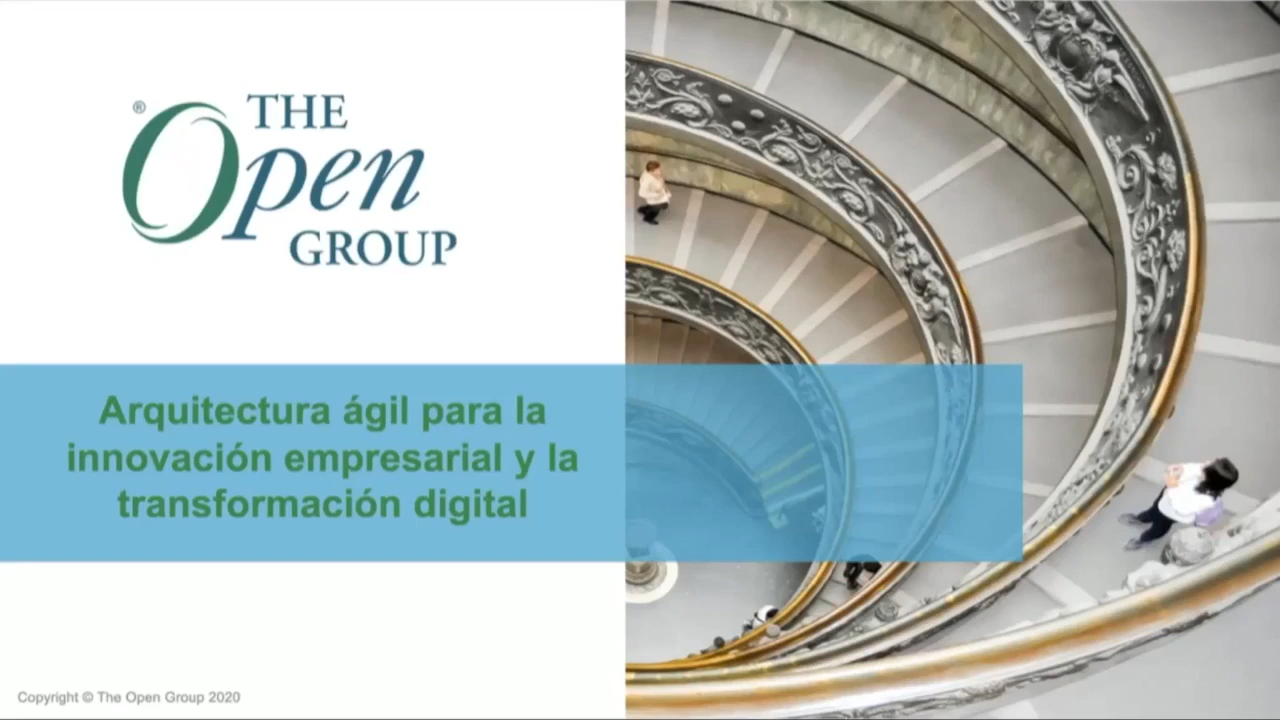 ®
THE
Open
GROUP
Arquitectura ágil para la
innovación empresarial y la
transformación digital
Copyright © The Open Group 2020